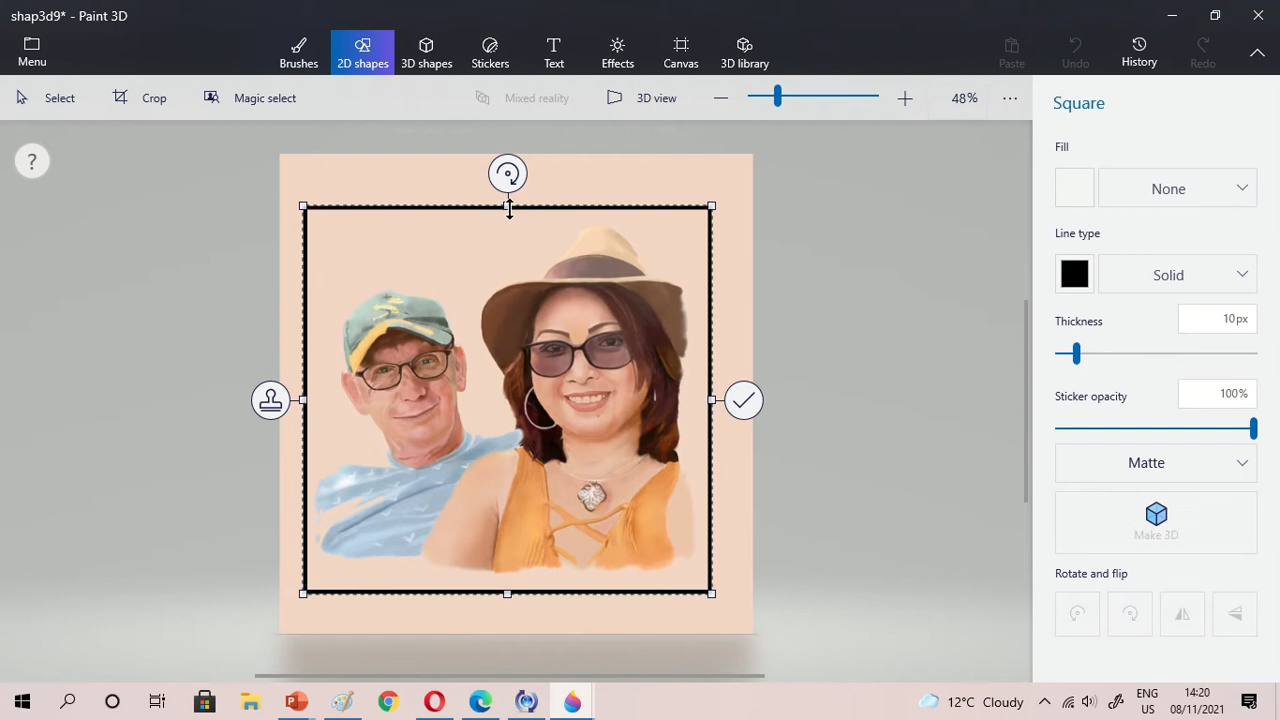 shap3d9* - Paint 3D
Menu
Brushes
2D shapes
3D shapes
Stickers
Text
Effects
Canvas
3D library
Paste
Undo
History
Redo
Select
Crop
Magic select
Mixed reality
3D view
48%
?
Square
Fill
None
Line type
Solid
Thickness
10px
Sticker opacity
100%
Matte
Make 3D
Rotate and flip
12°C Cloudy
ENG
IN
14:20
08/11/2021